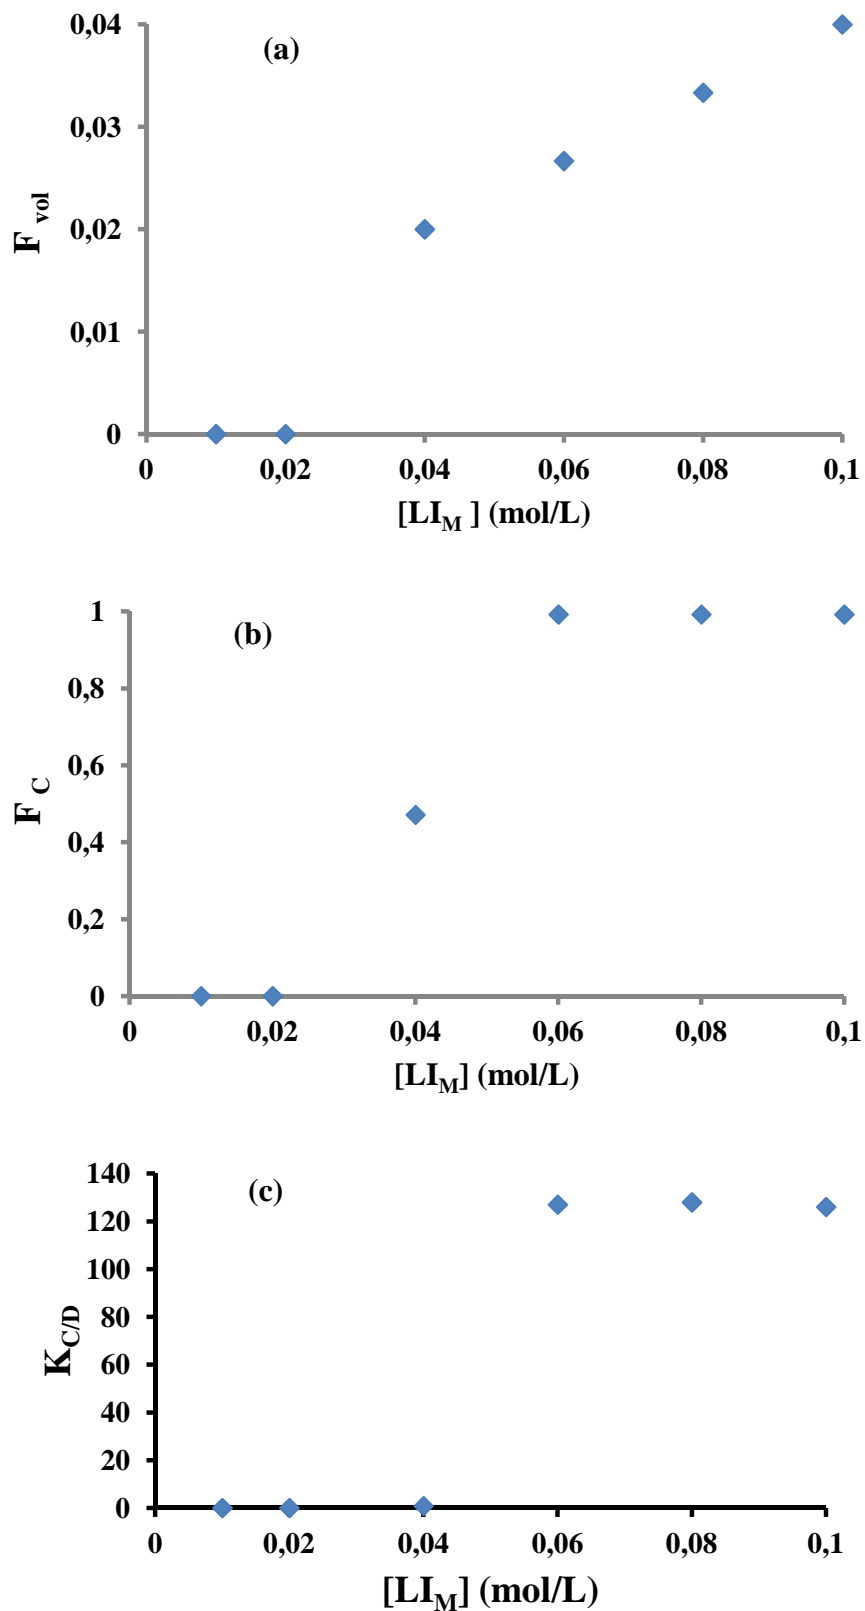 0,04
(a)
0,03
F vol
0,02
0,01
0
0 0,02 0,04 0,06 0,08 0,1
[LIM ] (mol/L)
1
(b)
0,8
0,6
F C
0,4
0,2
0
0 0,02 0,04 0,06 0,08 0,1
[LIM] (mol/L)
140
(c)
120
100
80
KC/D
60
40
20
0
0 0,02 0,04 0,06 0,08 0,1
[LIM] (mol/L)